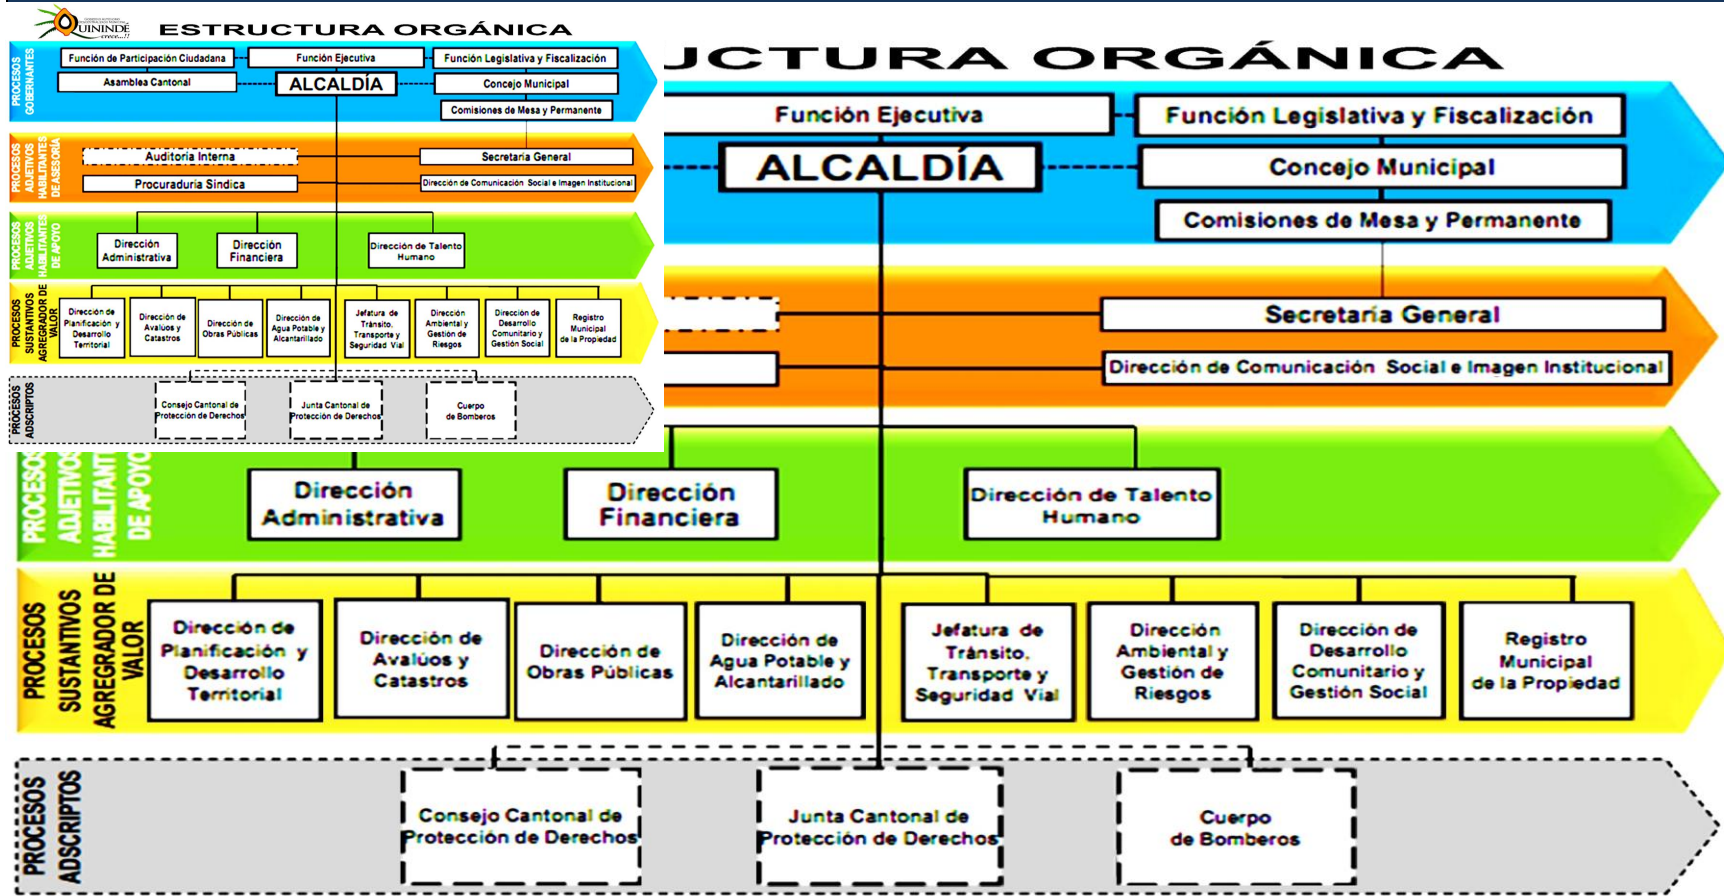 QUININDÉ
ESTRUCTURA ORGÁNICA
PROCESOS
GOBERNANTES
Función de Participación Ciudadana
Función Ejecutiva
Función Legislativa y Fiscalización
Asamblea Cantonal
ALCALDÍA
Concejo Municipal
Comisiones de Mesa y Permanente
PROCESOS
ADJETIVOS
HABILITANTES
DE ASESORÍA
Auditoria Interna
Secretaría General
Procuraduría Sindica
Dirección de Comunicación Social e Imagen Institucional
PROCESOS
ADJETIVOS
HABILITANTES
DE APOYO
Dirección
Administrativa
Dirección
Financiera
Dirección de Talento
Humano
PROCESOS
SUSTANTIVOS
AGREGRADOR DE
VALOR
Dirección de
Planificación y
Desarrollo
Territorial
Dirección de
Avalúos y
Catastros
Dirección de
Obras Públicas
Dirección de
Agua Potable y
Alcantarillado
Jefatura de
Trànsito,
Transporte y
Seguridad Vial
Dirección
Ambiental y
Gestión de
Riesgos
Dirección de
Desarrollo
Comunitario y
Gestión Social
Registro
Municipal
de la Propiedad
PROCESOS
ADSCRIPTOS
Consejo Cantonal de
Protección de Derechos
Junta Cantonal de
Protección de Derechos
Cuerpo
de Bomberos
UCTURA ORGÁNICA
Función Ejecutiva
Función Legislativa y Fiscalización
ALCALDÍA
Concejo Municipal
Comisiones de Mesa y Permanente
Secretaría General
Dirección de Comunicación Social e Imagen Institucional
PROCESOS
ADJETIVOS
HABILITANT
DE APOYO
Dirección
Administrativa
Dirección
Financiera
Dirección de Talento
Humano
PROCESOS
SUSTANTIVOS
AGREGRADOR DE
VALOR
Dirección de
Planificación y
Desarrollo
Territorial
Dirección de
Avalúos y
Catastros
Dirección de
Obras Públicas
Dirección de
Agua Potable y
Alcantarillado
Jefatura de
Trànsito,
Transporte y
Seguridad Vial
Dirección
Ambiental y
Gestión de
Riesgos
Dirección de
Desarrollo
Comunitario y
Gestión Social
Registro
Municipal
de la Propiedad
PROCESOS
ADSCRIPTOS
Consejo Cantonal de
Protección de Derechos
Junta Cantonal de
Protección de Derechos
Cuerpo
de Bomberos